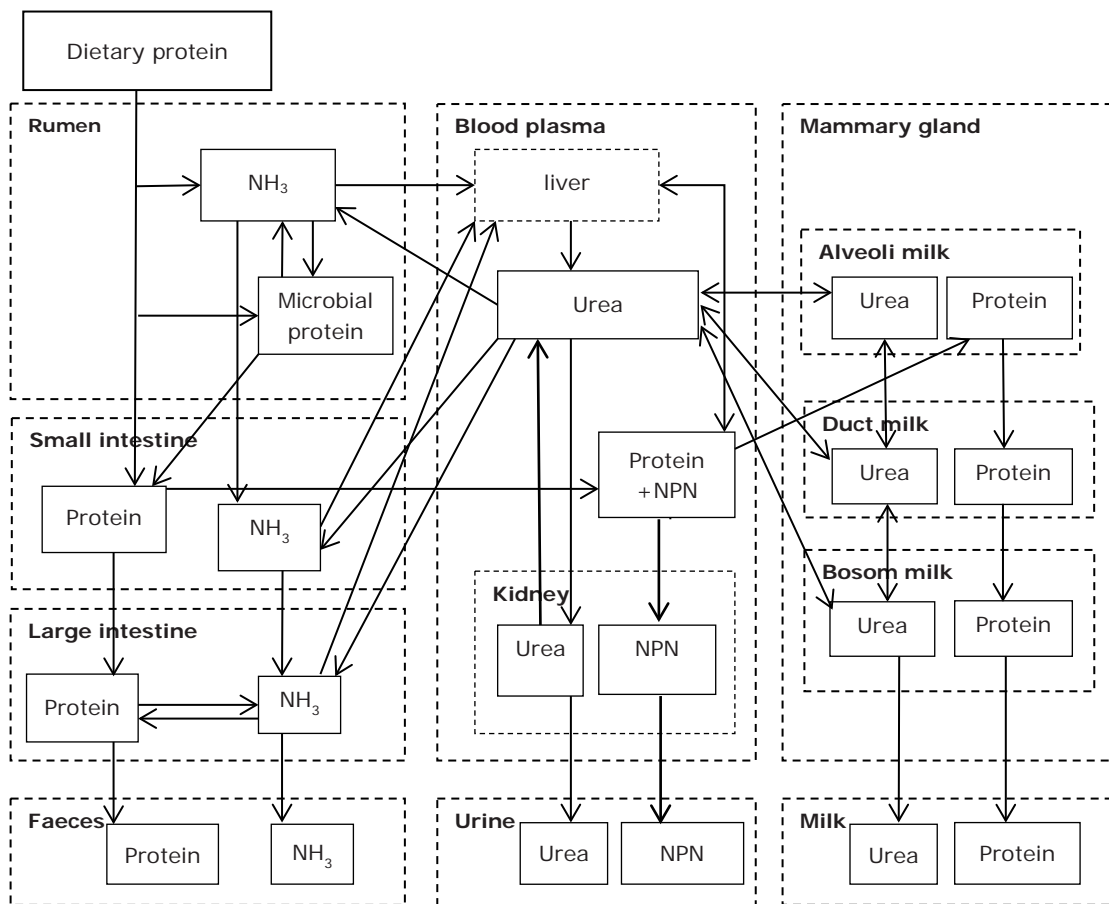 Dietary protein
Rumen
NH₃
Microbial
protein
Small intestine
Protein
NH₃
Large intestine
Protein
NH₃
Faeces
Protein
NH₃
Blood plasma
liver
Urea
Protein
+NPN
Kidney
Urea
NPN
Urine
Urea
NPN
Mammary gland
Alveoli milk
Urea
Protein
Duct milk
Urea
Protein
Bosom milk
Urea
Protein
Milk
Urea
Protein